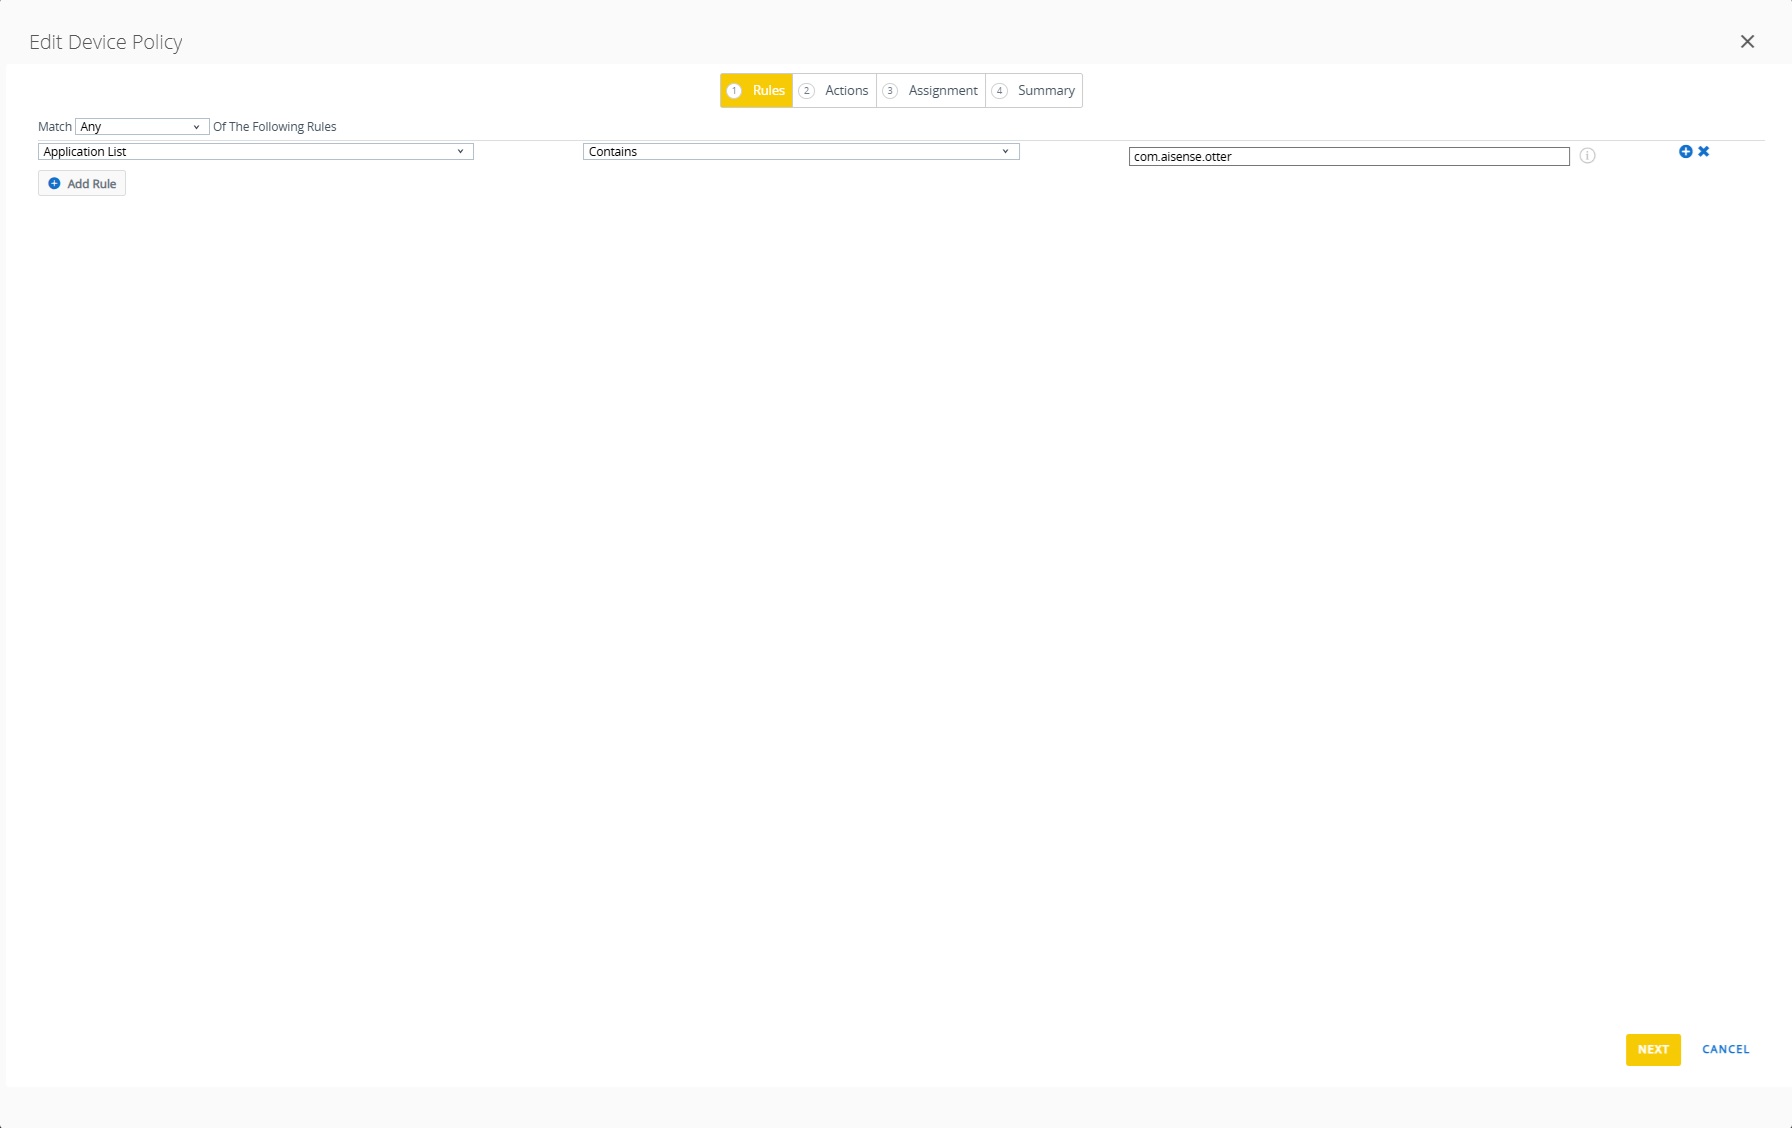 Edit Device Policy
1 Rules 2 Actions 3 Assignment 4 Summary
Match Any Of The Following Rules
Application List Contains com.aisense.otter
Add Rule
NEXT CANCEL